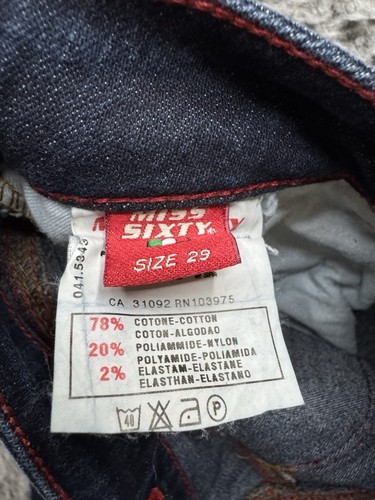 MISS
SIXTY
SIZE 29
041.5343
CA 31092 RN103975
78% COTONE-COTTON
COTON-ALGODAO
20% POLIAMMIDE-NYLON
POLYAMIDE-POLIAMIDA
2% ELASTAM-ELASTANE
ELASTHAN-ELASTANO
40 P